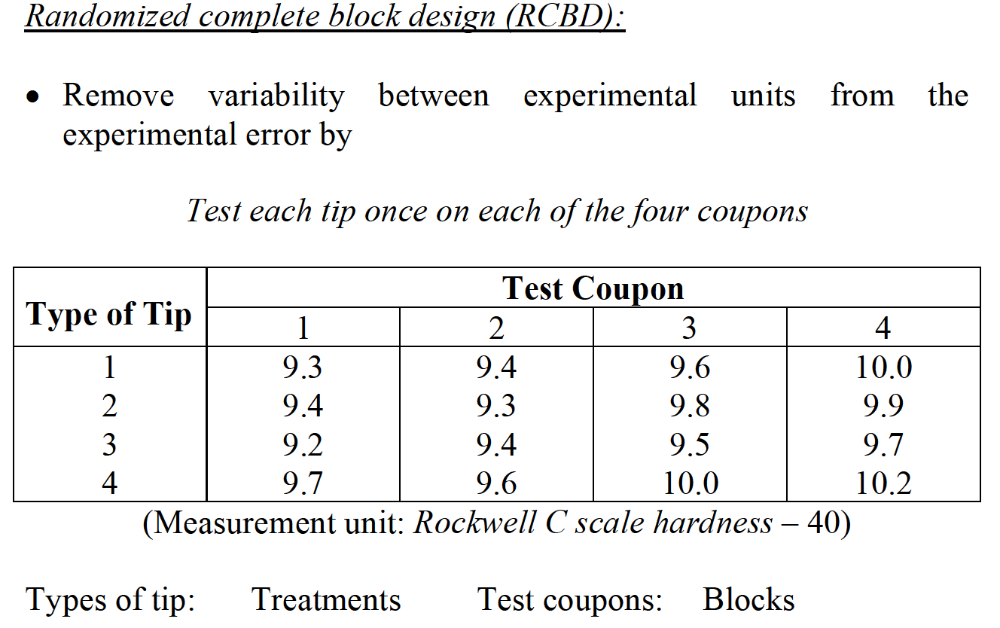 Randomized complete block design (RCBD):
• Remove variability between experimental units from the
experimental error by
Test each tip once on each of the four coupons
Type of Tip Test Coupon
1 2 3 4
1 9.3 9.4 9.6 10.0
2 9.4 9.3 9.8 9.9
3 9.2 9.4 9.5 9.7
4 9.7 9.6 10.0 10.2
(Measurement unit: Rockwell C scale hardness – 40)
Types of tip: Treatments Test coupons: Blocks